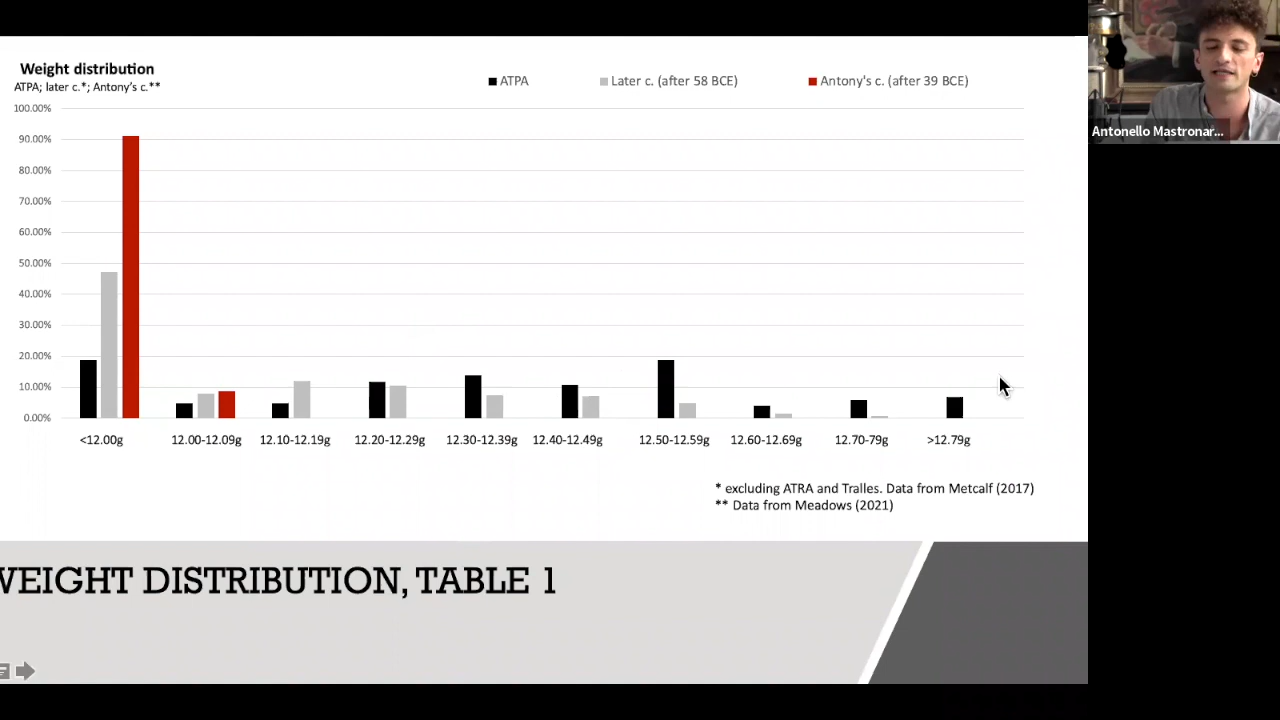 Weight distribution
ATPA; later c.*; Antony's c.**
ATPA
Later c. (after 58 BCE)
Antony's c. (after 39 BCE)
100.00%
90.00%
80.00%
70.00%
60.00%
50.00%
40.00%
30.00%
20.00%
10.00%
0.00%
<12.00g
12.00-12.09g
12.10-12.19g
12.20-12.29g
12.30-12.39g
12.40-12.49g
12.50-12.59g
12.60-12.69g
12.70-79g
>12.79g
* excluding ATRA and Tralles. Data from Metcalf (2017)
** Data from Meadows (2021)
WEIGHT DISTRIBUTION, TABLE 1
Antonello Mastronar...